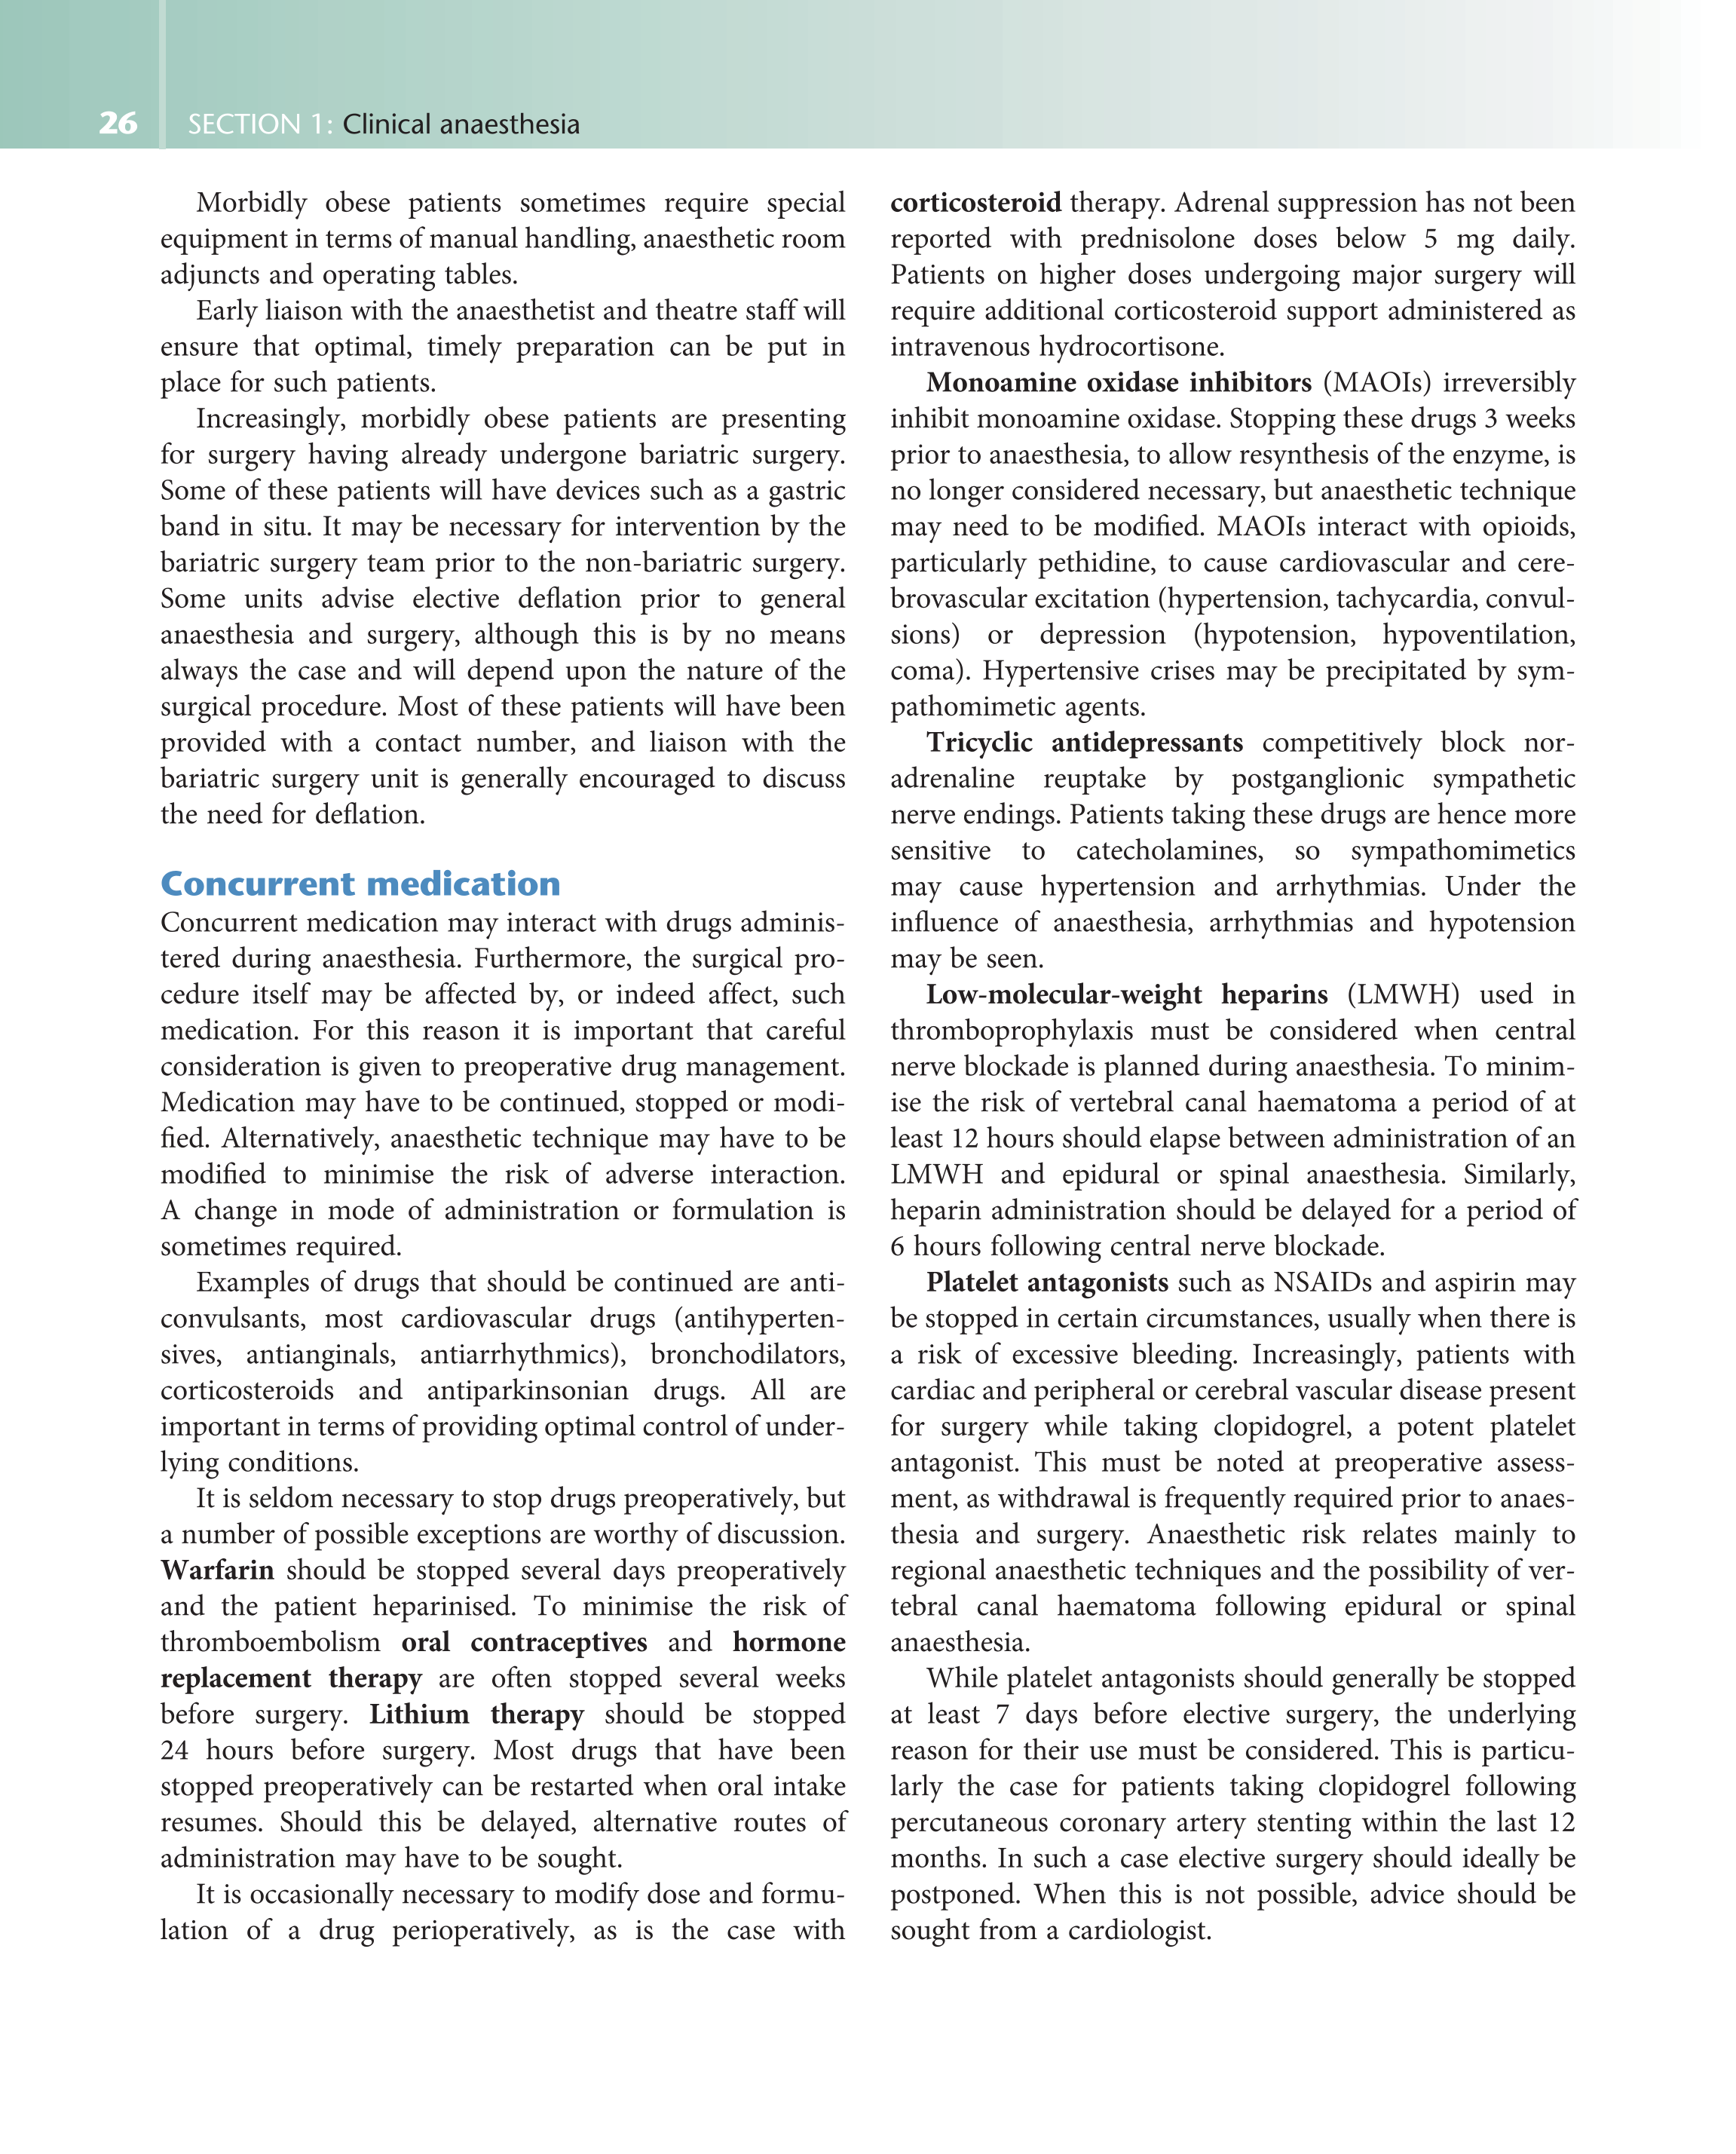 26
SECTION 1: Clinical anaesthesia
Morbidly obese patients sometimes require special
equipment in terms of manual handling, anaesthetic room
adjuncts and operating tables.
Early liaison with the anaesthetist and theatre staff will
ensure that optimal, timely preparation can be put in
place for such patients.
Increasingly, morbidly obese patients are presenting
for surgery having already undergone bariatric surgery.
Some of these patients will have devices such as a gastric
band in situ. It may be necessary for intervention by the
bariatric surgery team prior to the non-bariatric surgery.
Some units advise elective deflation prior to general
anaesthesia and surgery, although this is by no means
always the case and will depend upon the nature of the
surgical procedure. Most of these patients will have been
provided with a contact number, and liaison with the
bariatric surgery unit is generally encouraged to discuss
the need for deflation.
Concurrent medication
Concurrent medication may interact with drugs adminis-
tered during anaesthesia. Furthermore, the surgical pro-
cedure itself may be affected by, or indeed affect, such
medication. For this reason it is important that careful
consideration is given to preoperative drug management.
Medication may have to be continued, stopped or modi-
fied. Alternatively, anaesthetic technique may have to be
modified to minimise the risk of adverse interaction.
A change in mode of administration or formulation is
sometimes required.
Examples of drugs that should be continued are anti-
convulsants, most cardiovascular drugs (antihyperten-
sives, antianginals, antiarrhythmics), bronchodilators,
corticosteroids and antiparkinsonian drugs. All are
important in terms of providing optimal control of under-
lying conditions.
It is seldom necessary to stop drugs preoperatively, but
a number of possible exceptions are worthy of discussion.
Warfarin should be stopped several days preoperatively
and the patient heparinised. To minimise the risk of
thromboembolism oral contraceptives and hormone
replacement therapy are often stopped several weeks
before surgery. Lithium therapy should be stopped
24 hours before surgery. Most drugs that have been
stopped preoperatively can be restarted when oral intake
resumes. Should this be delayed, alternative routes of
administration may have to be sought.
It is occasionally necessary to modify dose and formu-
lation of a drug perioperatively, as is the case with
corticosteroid therapy. Adrenal suppression has not been
reported with prednisolone doses below 5 mg daily.
Patients on higher doses undergoing major surgery will
require additional corticosteroid support administered as
intravenous hydrocortisone.
Monoamine oxidase inhibitors (MAOIs) irreversibly
inhibit monoamine oxidase. Stopping these drugs 3 weeks
prior to anaesthesia, to allow resynthesis of the enzyme, is
no longer considered necessary, but anaesthetic technique
may need to be modified. MAOIs interact with opioids,
particularly pethidine, to cause cardiovascular and cere-
brovascular excitation (hypertension, tachycardia, convul-
sions) or depression (hypotension, hypoventilation,
coma). Hypertensive crises may be precipitated by sym-
pathomimetic agents.
Tricyclic antidepressants competitively block nor-
adrenaline reuptake by postganglionic sympathetic
nerve endings. Patients taking these drugs are hence more
sensitive to catecholamines, so sympathomimetics
may cause hypertension and arrhythmias. Under the
influence of anaesthesia, arrhythmias and hypotension
may be seen.
Low-molecular-weight heparins (LMWH) used in
thromboprophylaxis must be considered when central
nerve blockade is planned during anaesthesia. To minim-
ise the risk of vertebral canal haematoma a period of at
least 12 hours should elapse between administration of an
LMWH and epidural or spinal anaesthesia. Similarly,
heparin administration should be delayed for a period of
6 hours following central nerve blockade.
Platelet antagonists such as NSAIDs and aspirin may
be stopped in certain circumstances, usually when there is
a risk of excessive bleeding. Increasingly, patients with
cardiac and peripheral or cerebral vascular disease present
for surgery while taking clopidogrel, a potent platelet
antagonist. This must be noted at preoperative assess-
ment, as withdrawal is frequently required prior to anaes-
thesia and surgery. Anaesthetic risk relates mainly to
regional anaesthetic techniques and the possibility of ver-
tebral canal haematoma following epidural or spinal
anaesthesia.
While platelet antagonists should generally be stopped
at least 7 days before elective surgery, the underlying
reason for their use must be considered. This is particu-
larly the case for patients taking clopidogrel following
percutaneous coronary artery stenting within the last 12
months. In such a case elective surgery should ideally be
postponed. When this is not possible, advice should be
sought from a cardiologist.